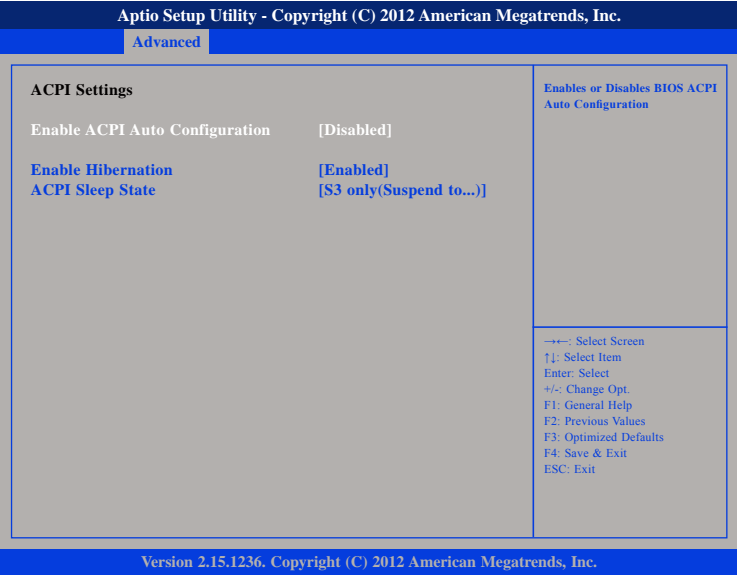 Aptio Setup Utility - Copyright (C) 2012 American Megatrends, Inc.
Advanced
ACPI Settings
Enable ACPI Auto Configuration [Disabled]
Enable Hibernation [Enabled]
ACPI Sleep State [S3 only(Suspend to...)]
Enables or Disables BIOS ACPI
Auto Configuration
→←: Select Screen
↑↓: Select Item
Enter: Select
+/-: Change Opt.
F1: General Help
F2: Previous Values
F3: Optimized Defaults
F4: Save & Exit
ESC: Exit
Version 2.15.1236. Copyright (C) 2012 American Megatrends, Inc.